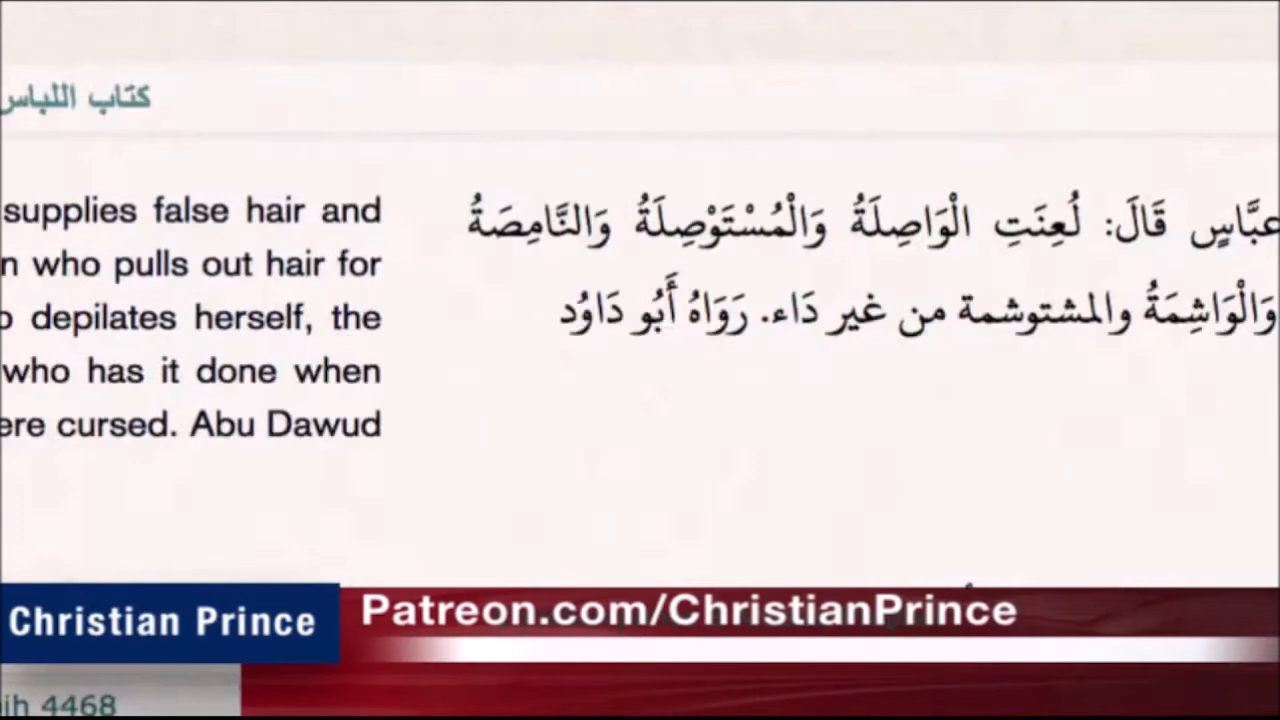 كتاب اللباس
supplies false hair and
who pulls out hair for
depilates herself, the
who has it done when
cursed. Abu Dawud
عبَّاسٍ قَالَ: لُعِنَتِ الْوَاصِلَةُ وَالْمُسْتَوْصِلَةُ وَالنَّامِصَةُ
وَالْوَاشِمَةُ والمشتوشمة من غير دَاء. رَوَاهُ أَبُو دَاوُد
Christian Prince
Patreon.com/ChristianPrince
4468